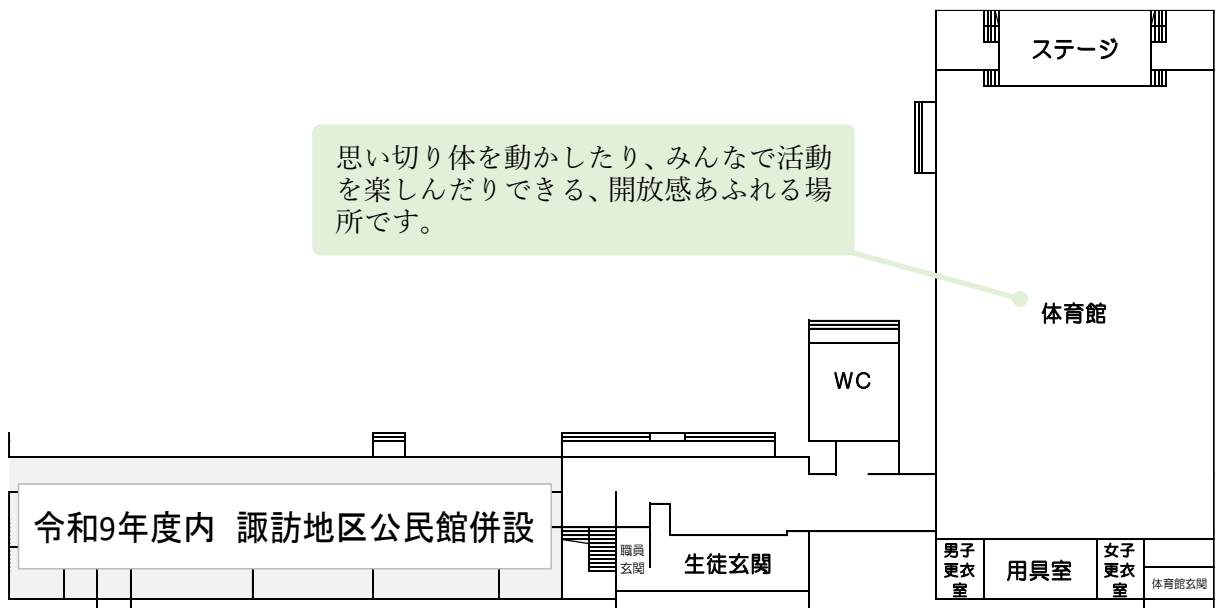 ステージ
思い切り体を動かしたり、みんなで活動
を楽しんだりできる、開放感あふれる場
所です。
体育館
WC
令和9年度内 諏訪地区公民館併設
職員
玄関
生徒玄関
男子
更衣
室
用具室
女子
更衣
室
体育館玄関